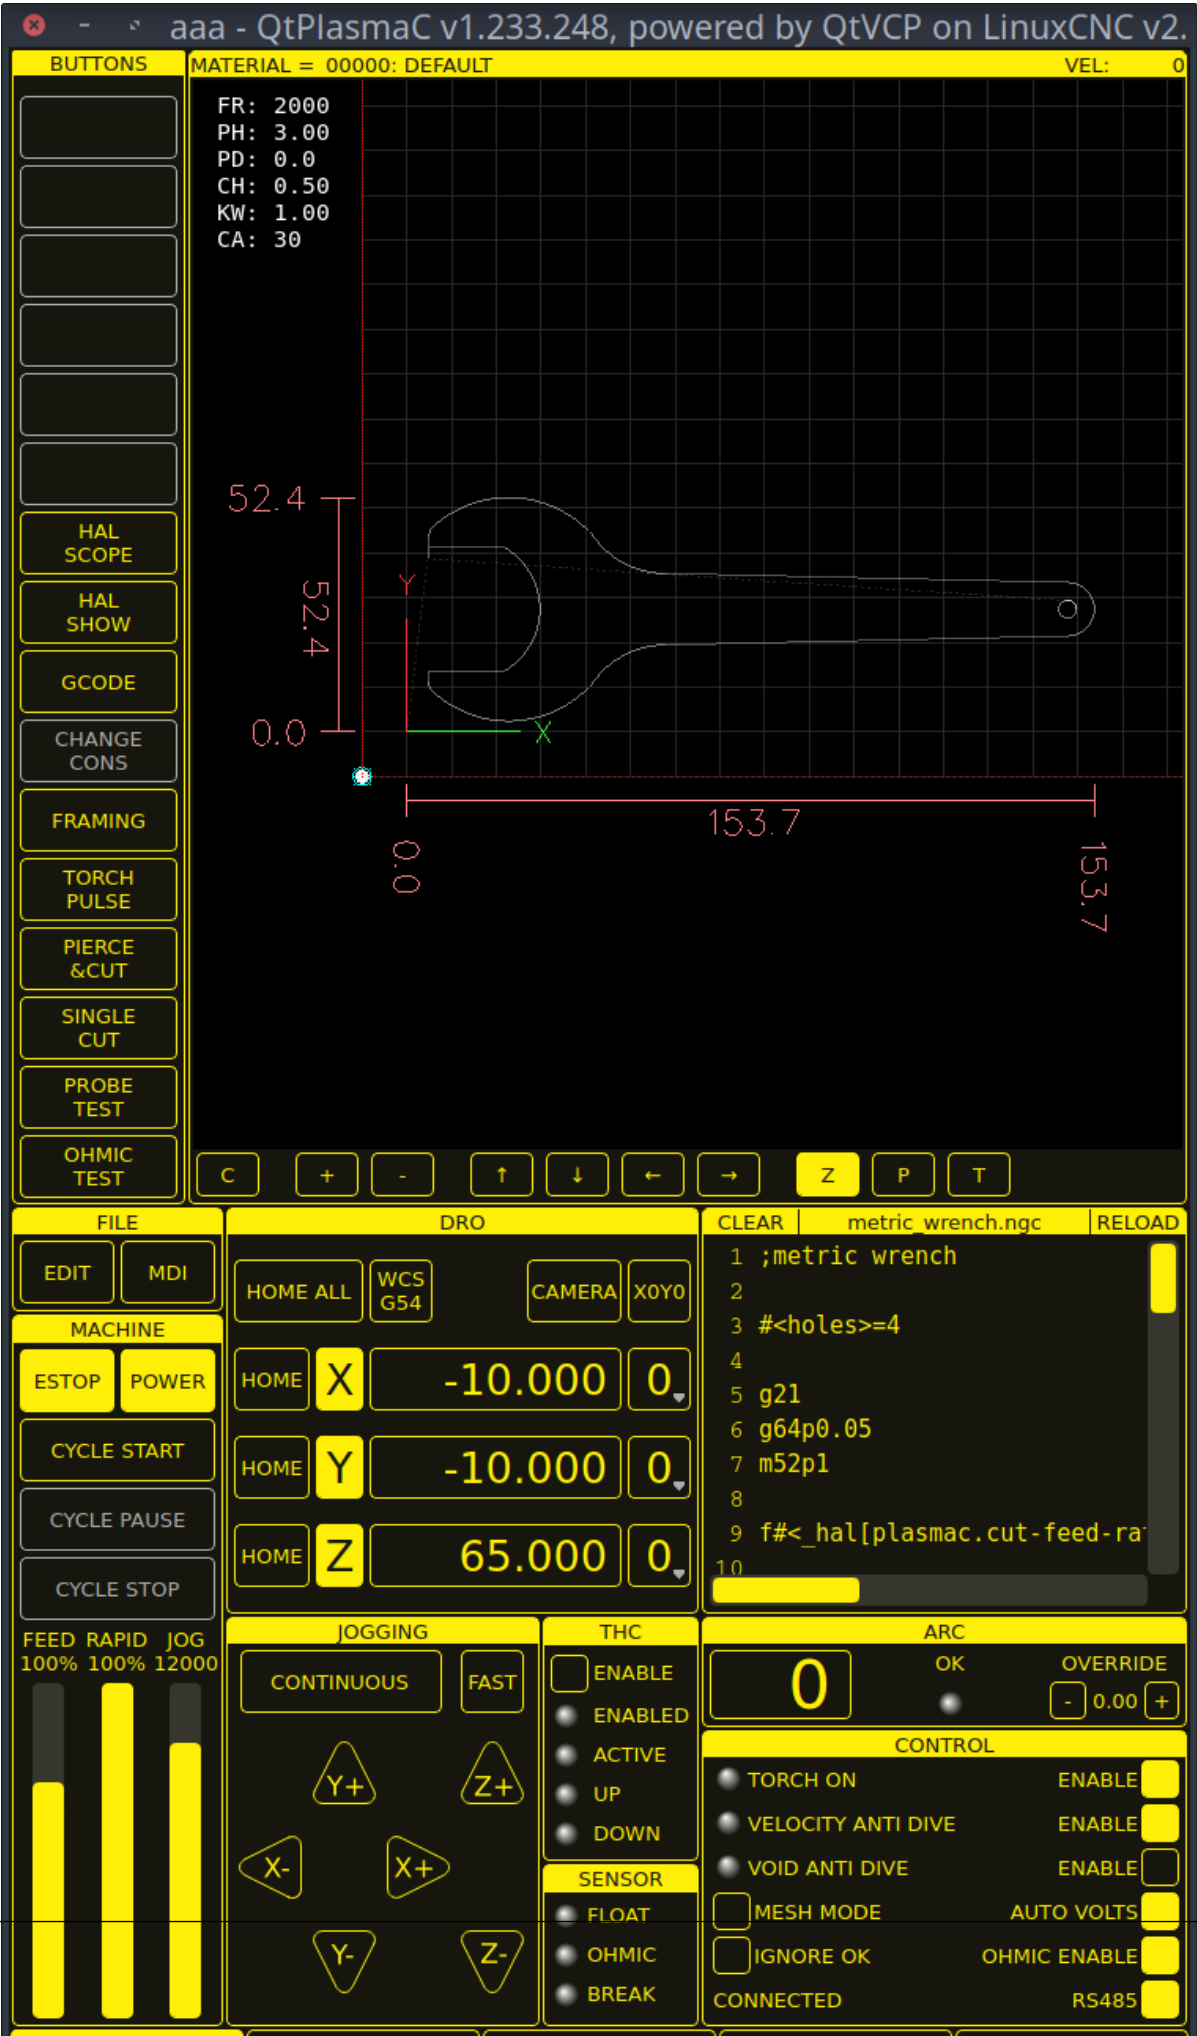 aaa - QtPlasmaC v1.233.248, powered by QtVCP on LinuxCNC v2.
BUTTONS
MATERIAL = 00000: DEFAULT VEL: 0
FR: 2000
PH: 3.00
PD: 0.0
CH: 0.50
KW: 1.00
CA: 30
52.4
52.4
0.0
Y
X
153.7
0.0
153.7
HAL
SCOPE
HAL
SHOW
GCODE
CHANGE
CONS
FRAMING
TORCH
PULSE
PIERCE
&CUT
SINGLE
CUT
PROBE
TEST
OHMIC
TEST
C + - ↑ ↓ ← → Z P T
FILE
EDIT MDI
MACHINE
ESTOP POWER
CYCLE START
CYCLE PAUSE
CYCLE STOP
FEED RAPID JOG
100% 100% 12000
DRO
HOME ALL
WCS
G54
CAMERA X0Y0
HOME X -10.000 0
HOME Y -10.000 0
HOME Z 65.000 0
CLEAR metric_wrench.ngc RELOAD
1 ;metric wrench
2
3 #<holes>=4
4
5 g21
6 g64p0.05
7 m52p1
8
9 f#<_hal[plasmac.cut-feed-ra
10
JOGGING
CONTINUOUS FAST
Y+ Z+
X- X+
Y- Z-
THC
ENABLE
ENABLED
ACTIVE
UP
DOWN
SENSOR
FLOAT
OHMIC
BREAK
ARC
0 OK OVERRIDE
- 0.00 +
CONTROL
TORCH ON ENABLE
VELOCITY ANTI DIVE ENABLE
VOID ANTI DIVE ENABLE
MESH MODE AUTO VOLTS
IGNORE OK OHMIC ENABLE
CONNECTED RS485